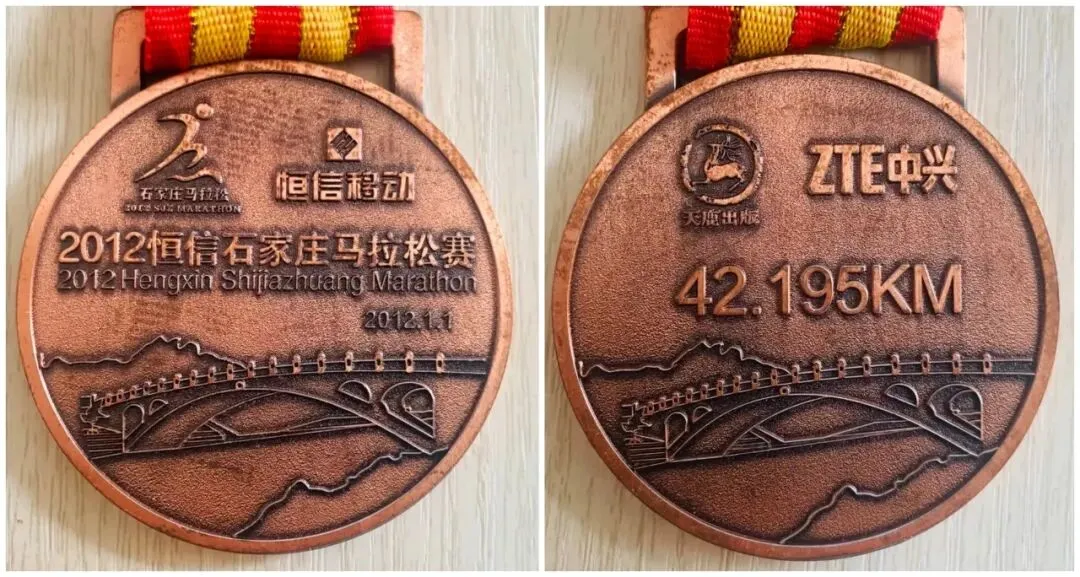 石家庄马拉松
2012 SJZ MARATHON
恒信移动
2012恒信石家庄马拉松赛
2012 Hengxin Shijiazhuang Marathon
2012.1.1
天鹿出版
ZTE中兴
42.195KM